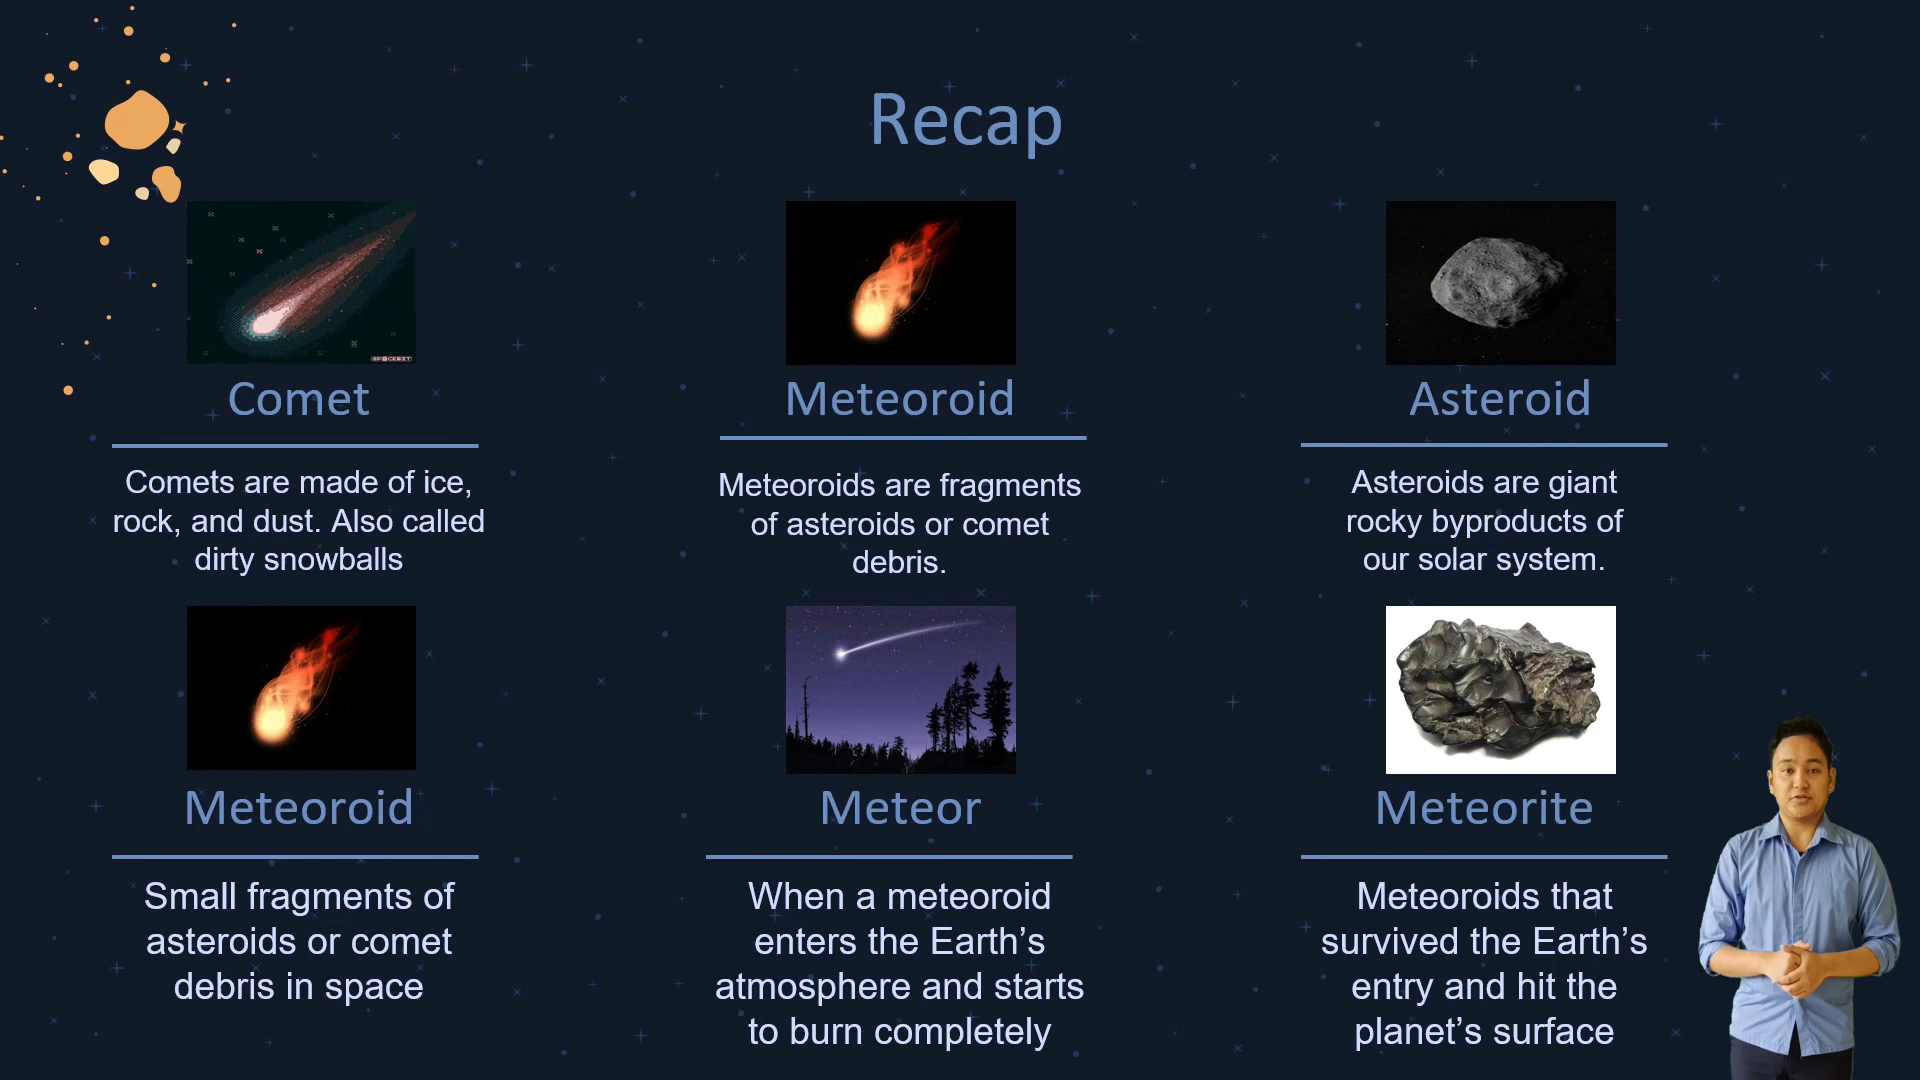 Recap
Comet
Comets are made of ice,
rock, and dust. Also called
dirty snowballs
Meteoroid
Meteoroids are fragments
of asteroids or comet
debris.
Asteroid
Asteroids are giant
rocky byproducts of
our solar system.
Meteoroid
Small fragments of
asteroids or comet
debris in space
Meteor
When a meteoroid
enters the Earth’s
atmosphere and starts
to burn completely
Meteorite
Meteoroids that
survived the Earth’s
entry and hit the
planet’s surface